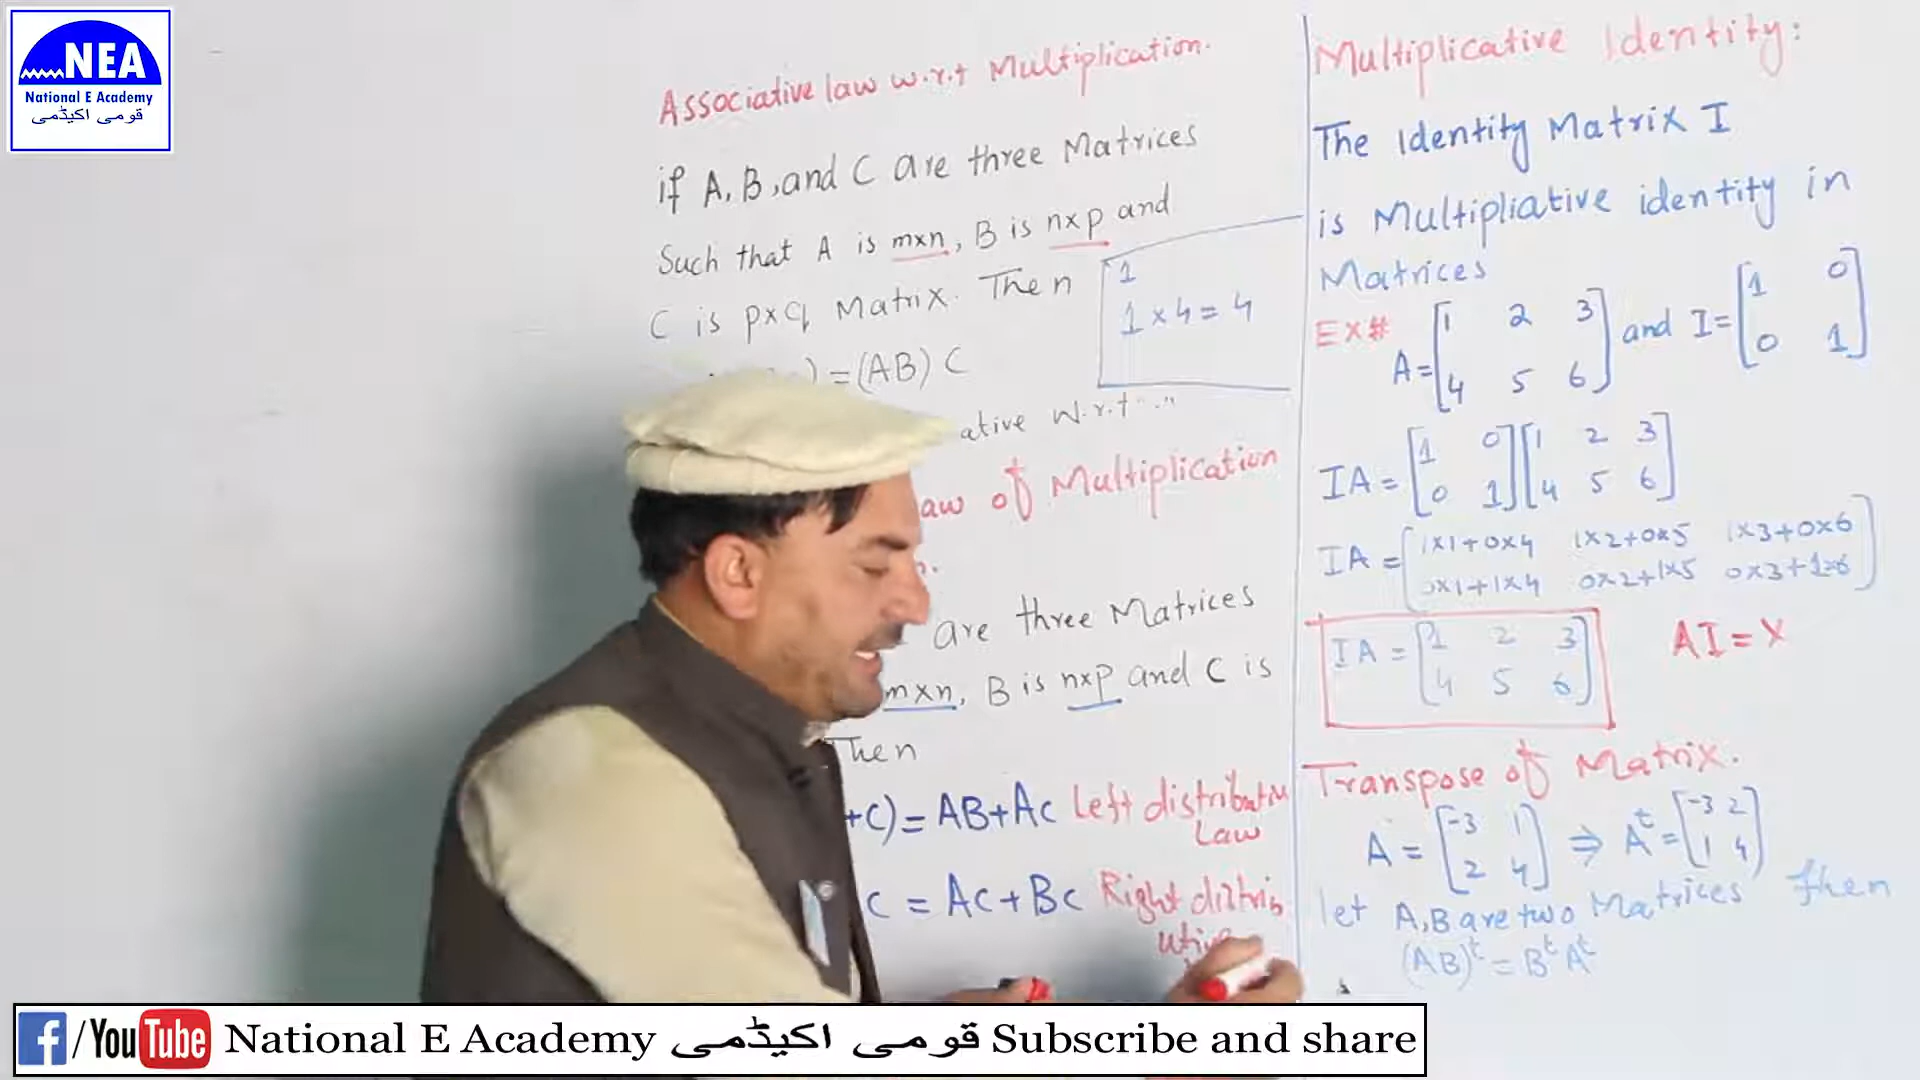 NEA
National E Academy
قومی اکیڈمی
Associative law w.r.t Multiplication.
if A, B, and C are three Matrices
Such that A is mxn, B is nxp and
C is pxq Matrix. Then
) = (AB) C
ative w.r.t "..."
aw of Multiplication
are three Matrices
mxn, B is nxp and C is
Then
+C) = AB+AC Left distributive
Law
C = AC+BC Right distrib
utive
1
1 x 4 = 4
Multiplicative Identity:
The Identity Matrix I
is Multipliative identity in
Matrices
Ex#
A = [1 2 3
4 5 6] and I = [1 0
0 1]
IA = [1 0
0 1] [1 2 3
4 5 6]
IA = [1x1+0x4 1x2+0x5 1x3+0x6
0x1+1x4 0x2+1x5 0x3+1x6]
IA = [1 2 3
4 5 6]
AI = X
Transpose of Matrix.
A = [-3 1
2 4] ⇒ Aᵗ = [-3 2
1 4]
let A, B are two Matrices then
(AB)ᵗ = BᵗAᵗ
f/YouTube National E Academy قومی اکیڈمی Subscribe and share